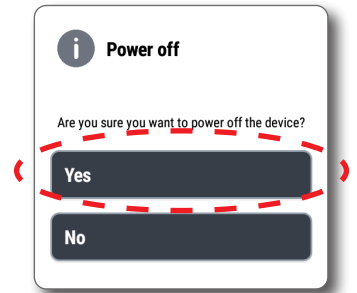 Power off
Are you sure you want to power off the device?
Yes
No